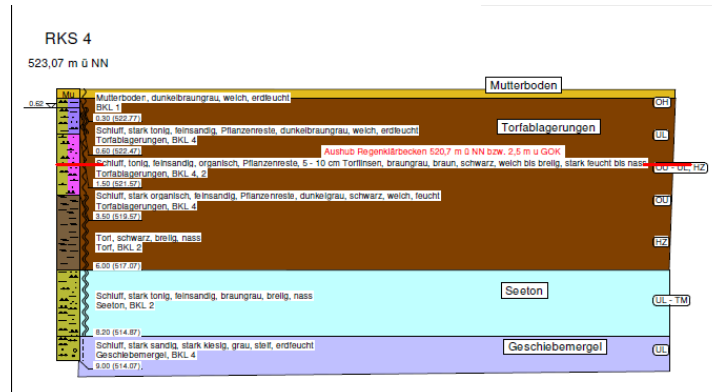 RKS 4
523,07 m ü NN
Mutterboden
Mu
0.62
Mutterboden, dunkelbraungrau, weich, erdfeucht
BKL 1
OH
0.30 (522.77)
Torfablagerungen
Schluff, stark tonig, feinsandig, Pflanzenreste, dunkelbraungrau, weich, erdfeucht
Torfablagerungen, BKL 4
UL
0.60 (522.47)
Aushub Regenklärbecken 520,7 m ü NN bzw. 2,5 m u GOK
Schluff, tonig, feinsandig, organisch, Pflanzenreste, 5 - 10 cm Torflinsen, braungrau, braun, schwarz, weich bis breiig, stark feucht bis nass
OU - UL, HZ
Torfablagerungen, BKL 4, 2
1.50 (521.57)
Schluff, stark organisch, feinsandig, Pflanzenreste, dunkelgrau, schwarz, weich, feucht
Torfablagerungen, BKL 4
OU
3.50 (519.57)
Torf, schwarz, breiig, nass
Torf, BKL 2
HZ
6.00 (517.07)
Seeton
Schluff, stark tonig, feinsandig, braungrau, breiig, nass
Seeton, BKL 2
UL - TM
8.20 (514.87)
Geschiebemergel
Schluff, stark sandig, stark kiesig, grau, steif, erdfeucht
Geschiebemergel, BKL 4
UL
9.00 (514.07)